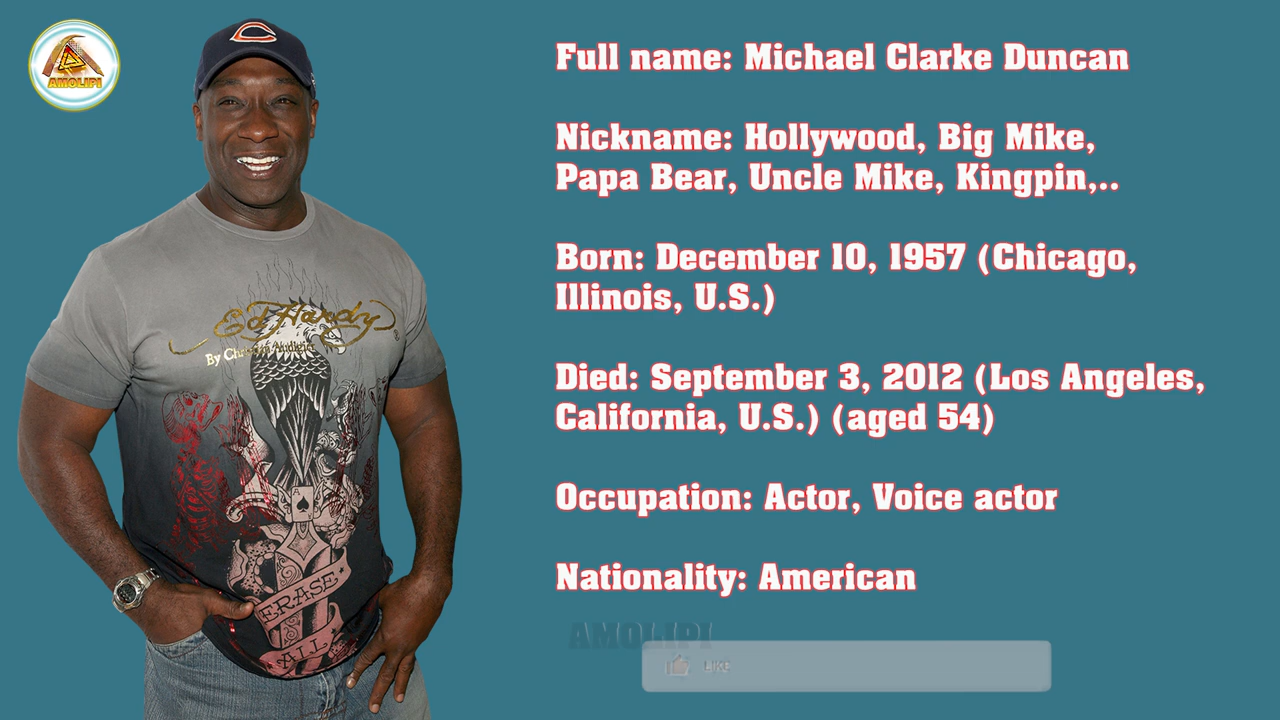 AMOLIPI
C
Full name: Michael Clarke Duncan
Nickname: Hollywood, Big Mike,
Papa Bear, Uncle Mike, Kingpin,..
Born: December 10, 1957 (Chicago,
Illinois, U.S.)
Died: September 3, 2012 (Los Angeles,
California, U.S.) (aged 54)
Occupation: Actor, Voice actor
Nationality: American
Ed Hardy
®
By
ERASE
ALL
AMOLIPI
LIKE